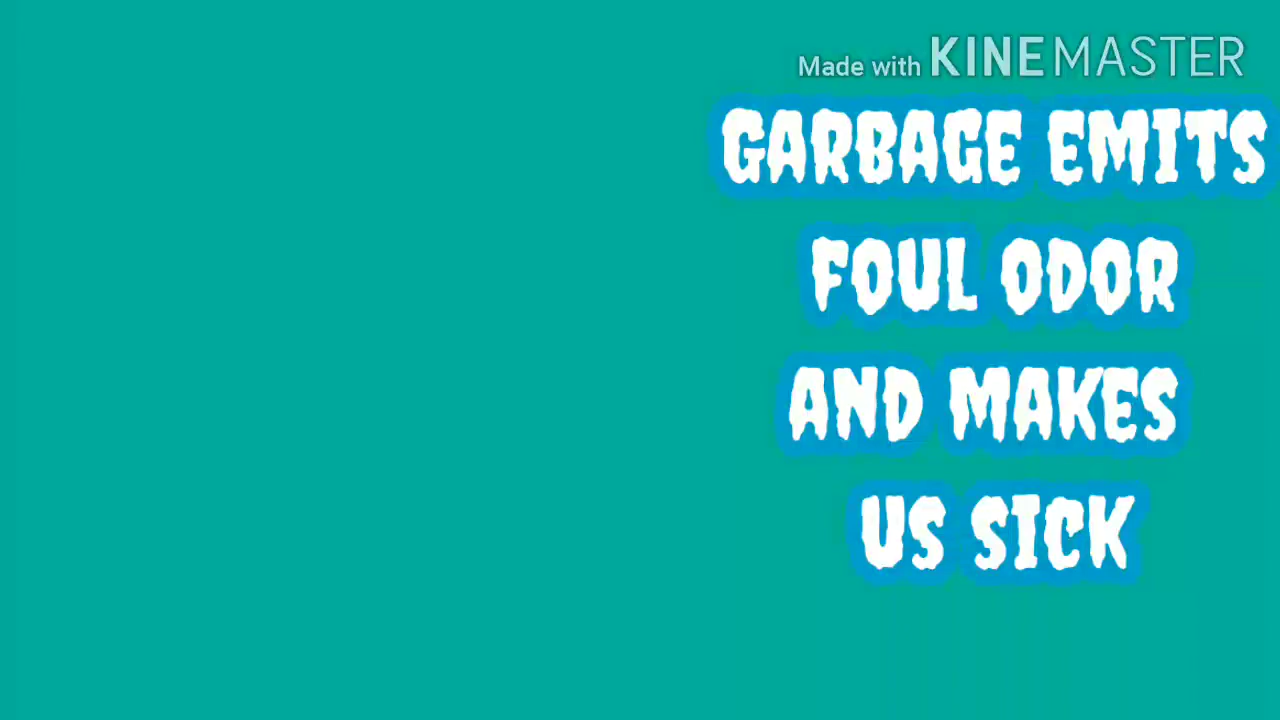 Made with KINEMASTER
GARBAGE EMITS
FOUL ODOR
AND MAKES
US SICK